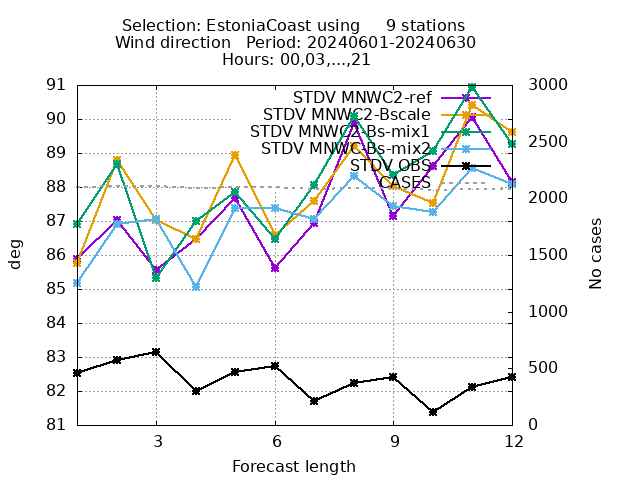 Selection: EstoniaCoast using     9 stations
Wind direction   Period: 20240601-20240630
Hours: 00,03,...,21
91
90
89
88
87
86
85
84
83
82
81
deg
STDV MNWC2-ref
STDV MNWC2-Bscale
STDV MNWC2-Bs-mix1
STDV MNWC-Bs-mix2
STDV OBS
CASES
3000
2500
2000
1500
1000
500
0
No cases
3
6
9
12
Forecast length